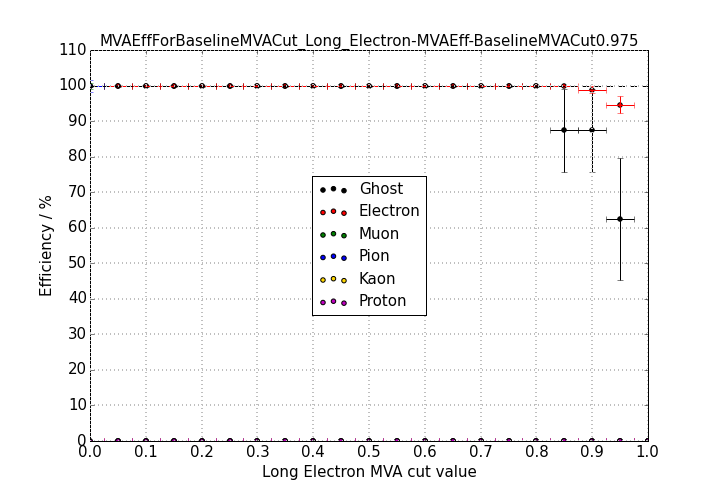 MVAEffForBaselineMVACut_Long_Electron-MVAEff-BaselineMVACut0.975
110
100
90
80
70
60
50
40
30
20
10
0
Efficiency / %
Ghost
Electron
Muon
Pion
Kaon
Proton
0.0 0.1 0.2 0.3 0.4 0.5 0.6 0.7 0.8 0.9 1.0
Long Electron MVA cut value